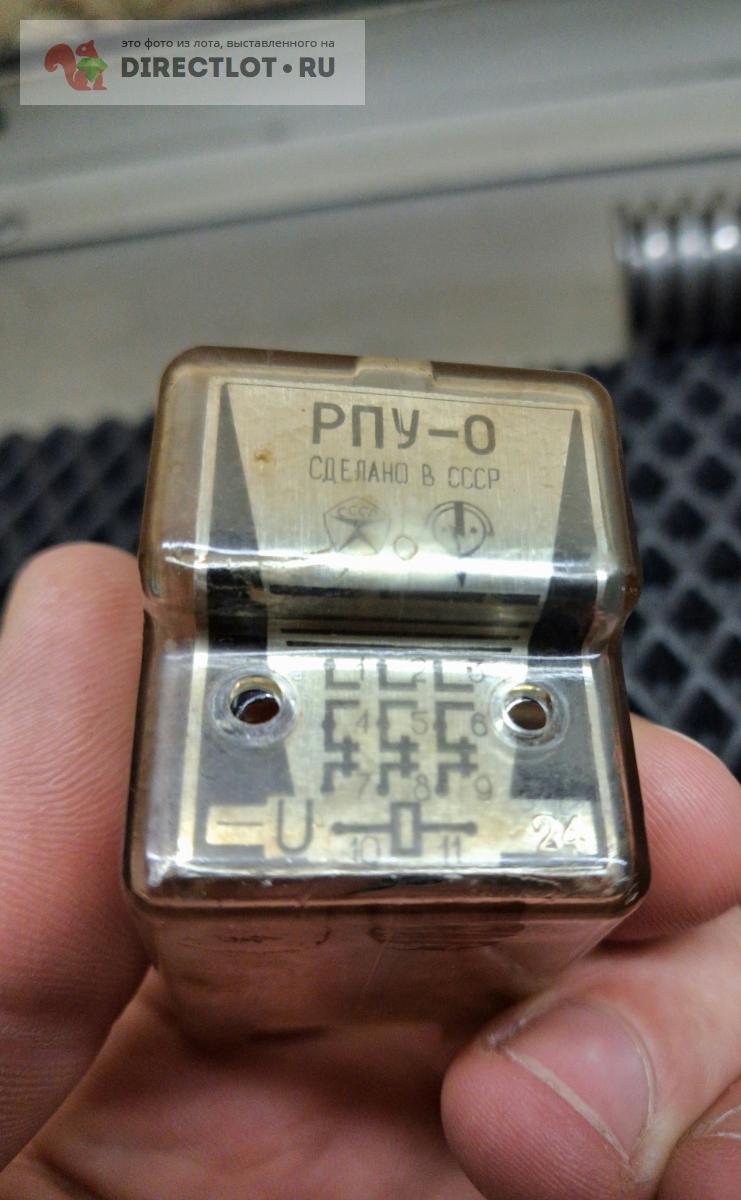 это фото из лота, выставленного на
DIRECTLOT•RU
РПУ-0
СДЕЛАНО В СССР
СССР
1 2 3
4 5 6
7 8 9
-U 24
10 11